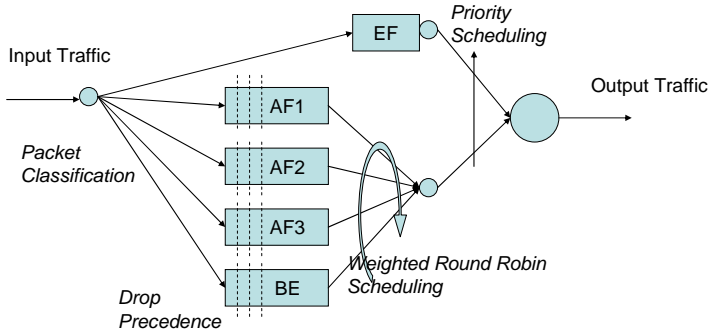 Priority
Scheduling
EF
Input Traffic
Output Traffic
AF1
Packet
Classification
AF2
AF3
Weighted Round Robin
Scheduling
BE
Drop
Precedence